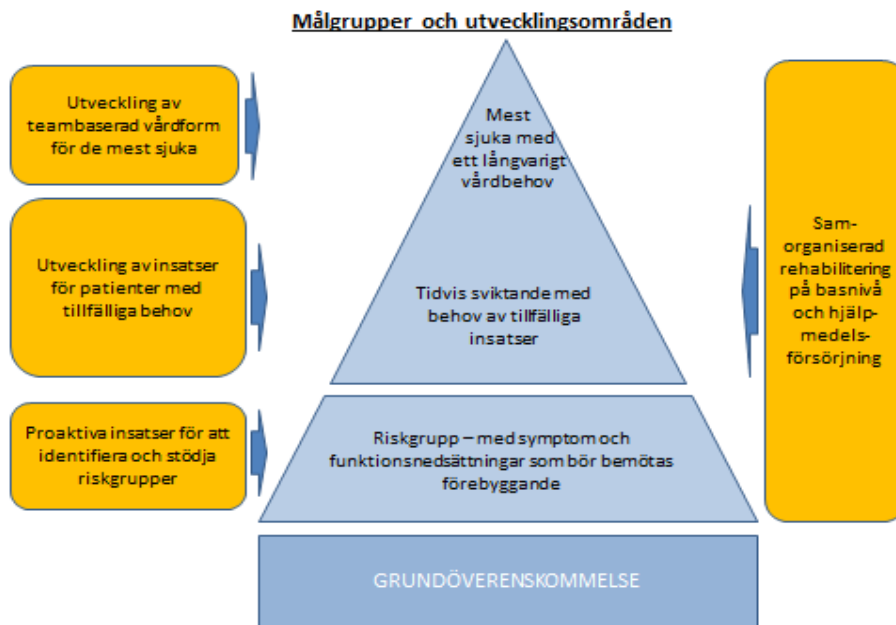 Målgrupper och utvecklingsområden
Utveckling av
teambaserad vårdform
för de mest sjuka
Utveckling av insatser
för patienter med
tillfälliga behov
Proaktiva insatser för att
identifiera och stödja
riskgrupper
Mest
sjuka med
ett långvarigt
vårdbehov
Tidvis sviktande med
behov av tillfälliga
insatser
Riskgrupp – med symptom och
funktionsnedsättningar som bör bemötas
förebyggande
GRUNDÖVERENSKOMMELSE
Sam-
organiserad
rehabilitering
på basnivå
och hjälp-
medels-
försörjning